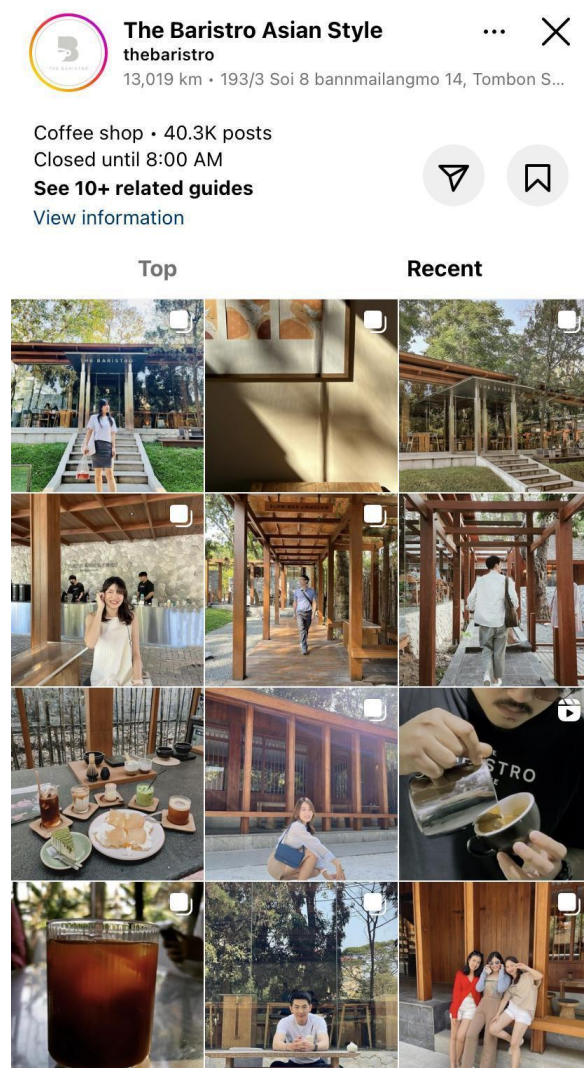 The Baristro Asian Style
thebaristro
13,019 km • 193/3 Soi 8 bannmailangmo 14, Tombon S...
Coffee shop • 40.3K posts
Closed until 8:00 AM
See 10+ related guides
View information
Top
Recent
THE BARISTRO